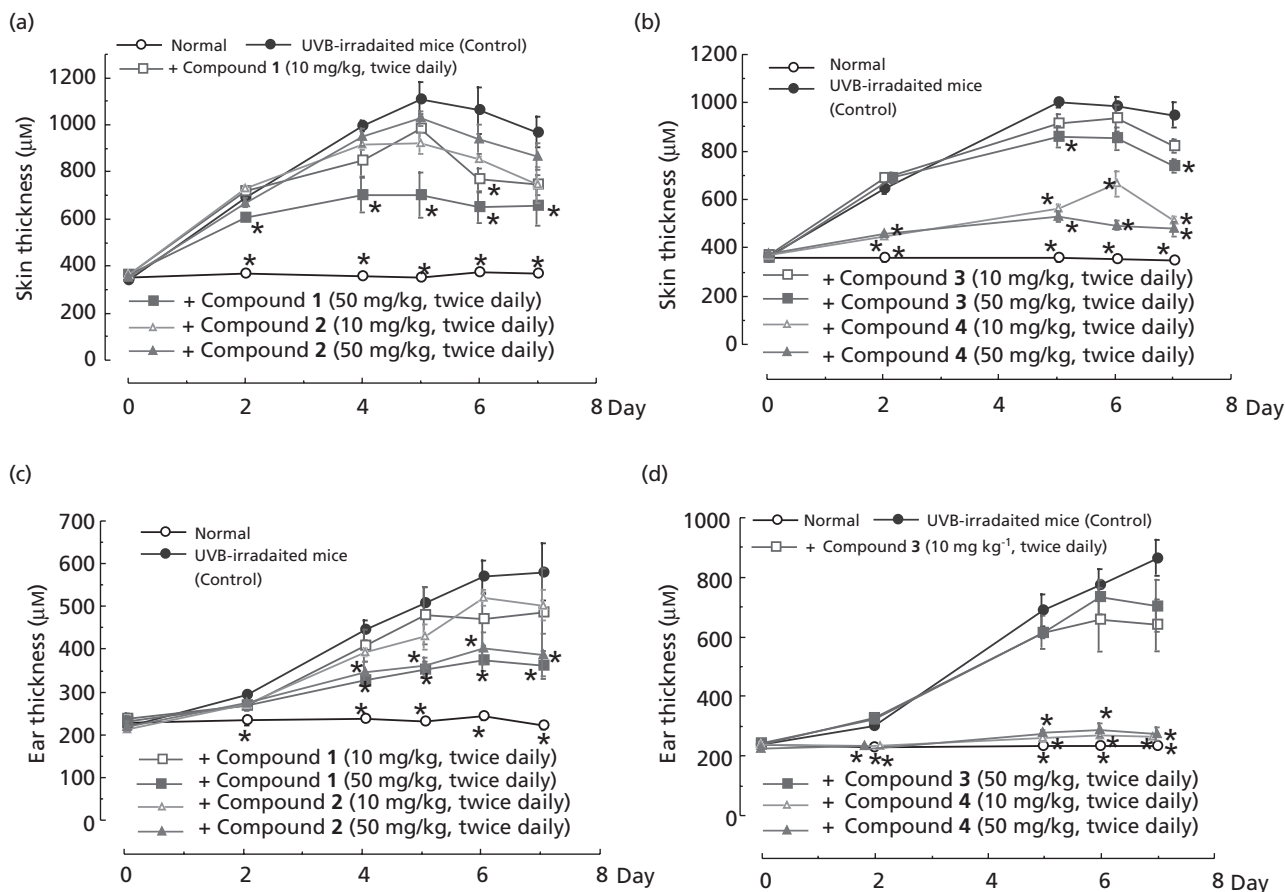 (a)
Normal
UVB-irradaited mice (Control)
+ Compound 1 (10 mg/kg, twice daily)
1200
1000
800
600
400
200
0
Skin thickness (μM)
+ Compound 1 (50 mg/kg, twice daily)
+ Compound 2 (10 mg/kg, twice daily)
+ Compound 2 (50 mg/kg, twice daily)
* * * * *
* * * * * *
0 2 4 6 8 Day
(b)
Normal
UVB-irradaited mice
(Control)
1200
1000
800
600
400
200
0
Skin thickness (μM)
+ Compound 3 (10 mg/kg, twice daily)
+ Compound 3 (50 mg/kg, twice daily)
+ Compound 4 (10 mg/kg, twice daily)
+ Compound 4 (50 mg/kg, twice daily)
0 2 4 6 8 Day
(c)
Normal
UVB-irradaited mice
(Control)
700
600
500
400
300
200
100
0
Ear thickness (μM)
+ Compound 1 (10 mg/kg, twice daily)
+ Compound 1 (50 mg/kg, twice daily)
+ Compound 2 (10 mg/kg, twice daily)
+ Compound 2 (50 mg/kg, twice daily)
0 2 4 6 8 Day
(d)
Normal
UVB-irradaited mice (Control)
+ Compound 3 (10 mg kg⁻¹, twice daily)
1000
800
600
400
200
0
Ear thickness (μM)
+ Compound 3 (50 mg/kg, twice daily)
+ Compound 4 (10 mg/kg, twice daily)
+ Compound 4 (50 mg/kg, twice daily)
0 2 4 6 8 Day